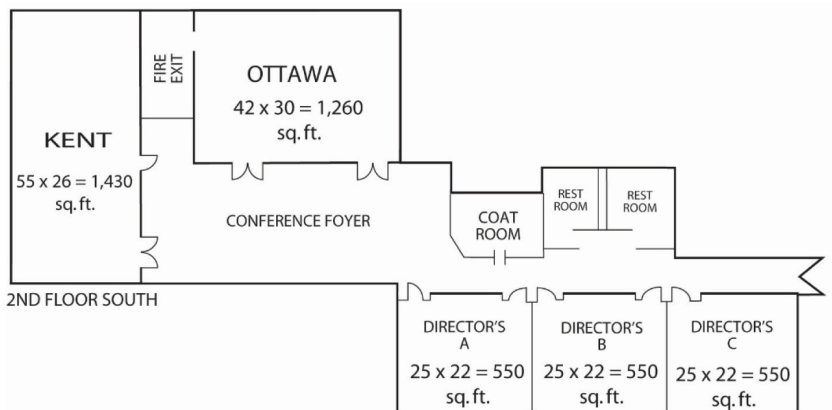 FIRE
EXIT
OTTAWA
42 x 30 = 1,260
sq. ft.
KENT
55 x 26 = 1,430
sq. ft.
CONFERENCE FOYER
COAT
ROOM
REST
ROOM
REST
ROOM
2ND FLOOR SOUTH
DIRECTOR'S
A
25 x 22 = 550
sq. ft.
DIRECTOR'S
B
25 x 22 = 550
sq. ft.
DIRECTOR'S
C
25 x 22 = 550
sq. ft.